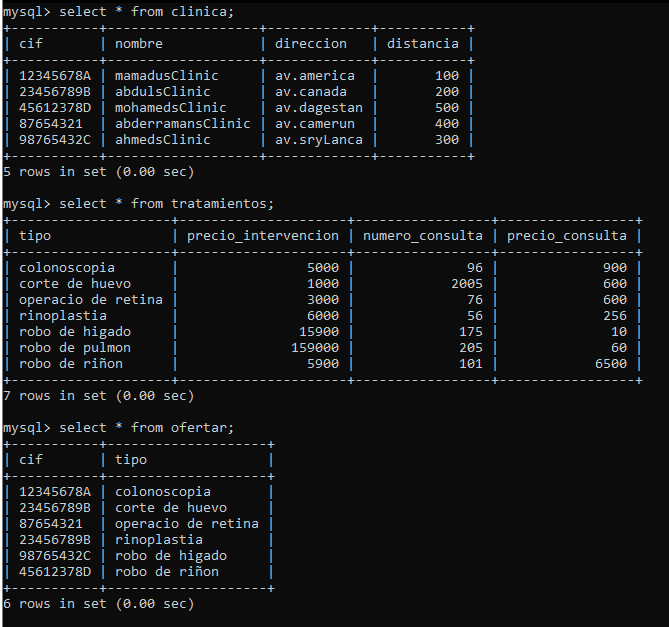 mysql> select * from clinica;
+-----------+-------------------+-------------+-----------+
| cif       | nombre            | direccion   | distancia |
+-----------+-------------------+-------------+-----------+
| 12345678A | mamadusClinic     | av.america  |       100 |
| 23456789B | abdulsClinic      | av.canada   |       200 |
| 45612378D | mohamedsClinic    | av.dagestan |       500 |
| 87654321  | abderramansClinic | av.camerun  |       400 |
| 98765432C | ahmedsClinic      | av.sryLanca |       300 |
+-----------+-------------------+-------------+-----------+
5 rows in set (0.00 sec)
mysql> select * from tratamientos;
+--------------------+---------------------+-----------------+-----------------+
| tipo               | precio_intervencion | numero_consulta | precio_consulta |
+--------------------+---------------------+-----------------+-----------------+
| colonoscopia       |                5000 |              96 |             900 |
| corte de huevo     |                1000 |            2005 |             600 |
| operacio de retina |                3000 |              76 |             600 |
| rinoplastia        |                6000 |              56 |             256 |
| robo de higado     |               15900 |             175 |              10 |
| robo de pulmon     |              159000 |             205 |              60 |
| robo de riñon      |                5900 |             101 |            6500 |
+--------------------+---------------------+-----------------+-----------------+
7 rows in set (0.00 sec)
mysql> select * from ofertar;
+-----------+--------------------+
| cif       | tipo               |
+-----------+--------------------+
| 12345678A | colonoscopia       |
| 23456789B | corte de huevo     |
| 87654321  | operacio de retina |
| 23456789B | rinoplastia        |
| 98765432C | robo de higado     |
| 45612378D | robo de riñon      |
+-----------+--------------------+
6 rows in set (0.00 sec)